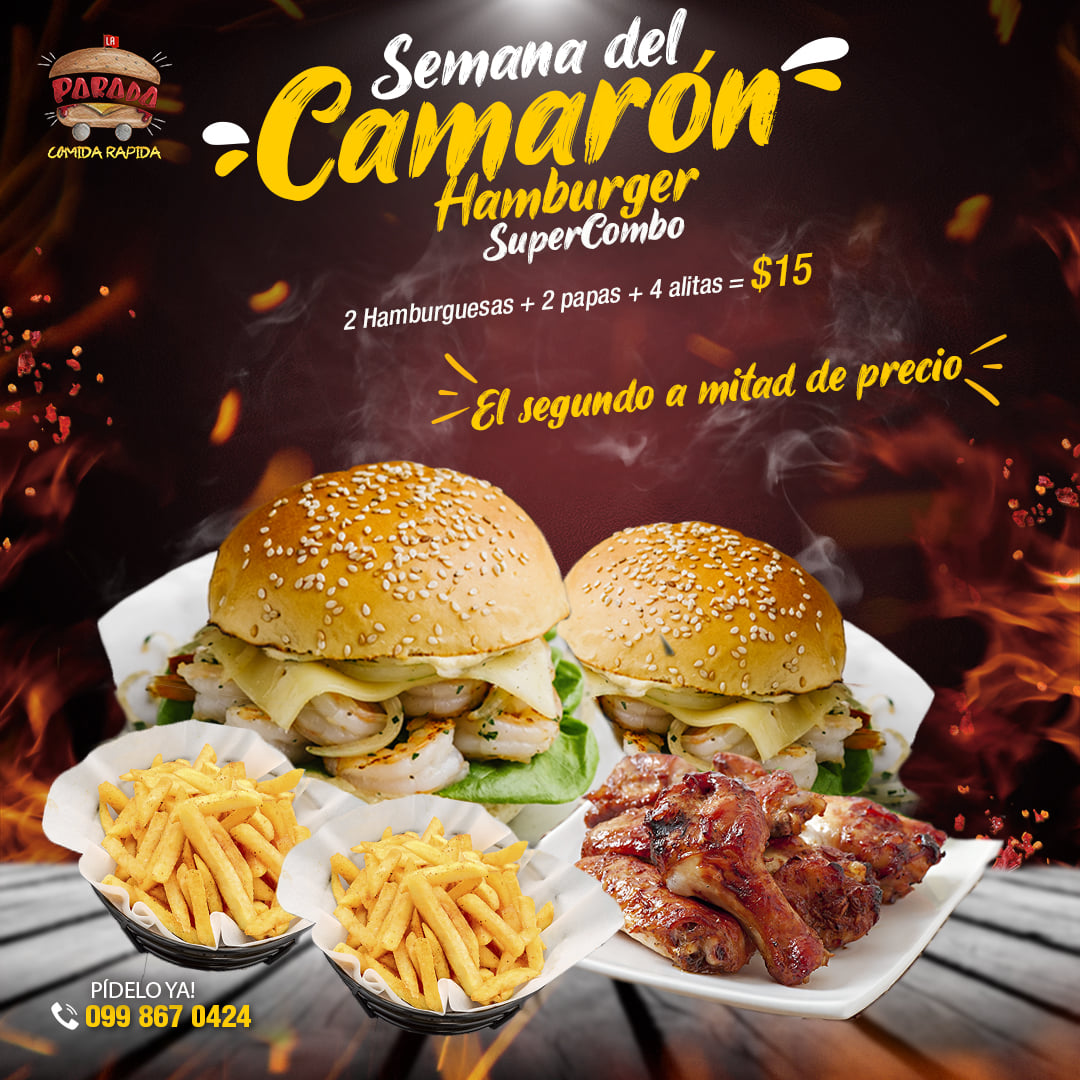 LA
PARADA
COMIDA RAPIDA
Semana del
Camarón
Hamburger
SuperCombo
2 Hamburguesas + 2 papas + 4 alitas = $15
El segundo a mitad de precio
PÍDELO YA!
099 867 0424